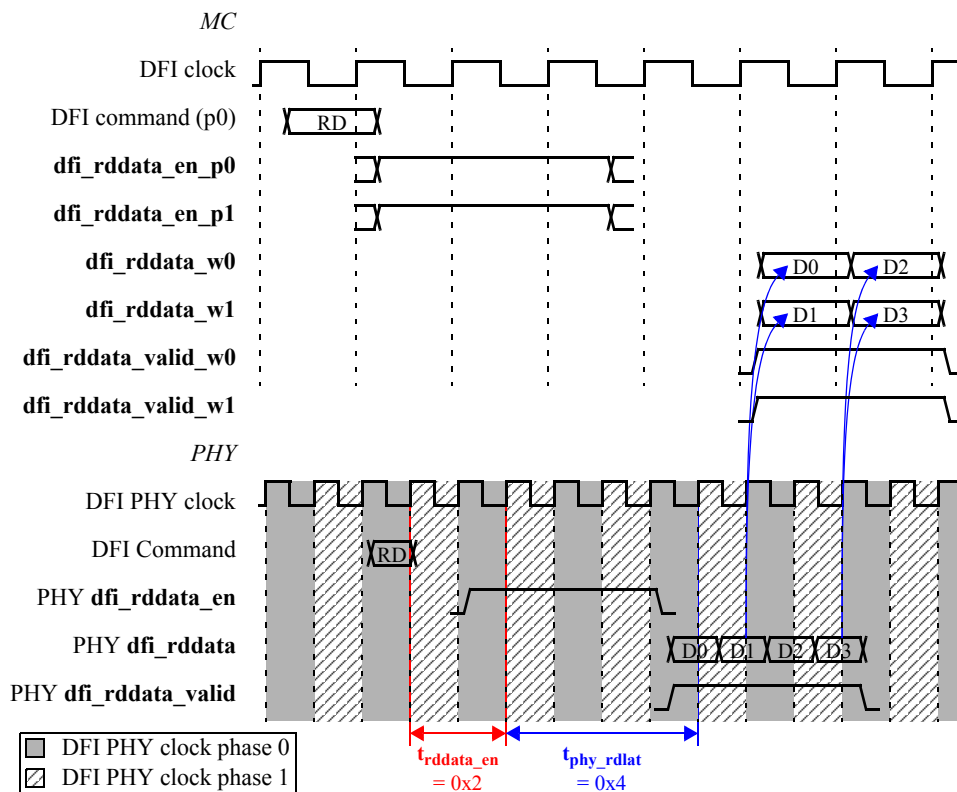 MC
DFI clock
DFI command (p0)
RD
dfi_rddata_en_p0
dfi_rddata_en_p1
dfi_rddata_w0
D0 D2
dfi_rddata_w1
D1 D3
dfi_rddata_valid_w0
dfi_rddata_valid_w1
PHY
DFI PHY clock
DFI Command
RD
PHY dfi_rddata_en
PHY dfi_rddata
D0 D1 D2 D3
PHY dfi_rddata_valid
DFI PHY clock phase 0
DFI PHY clock phase 1
trddata_en
= 0x2
tphy_rdlat
= 0x4